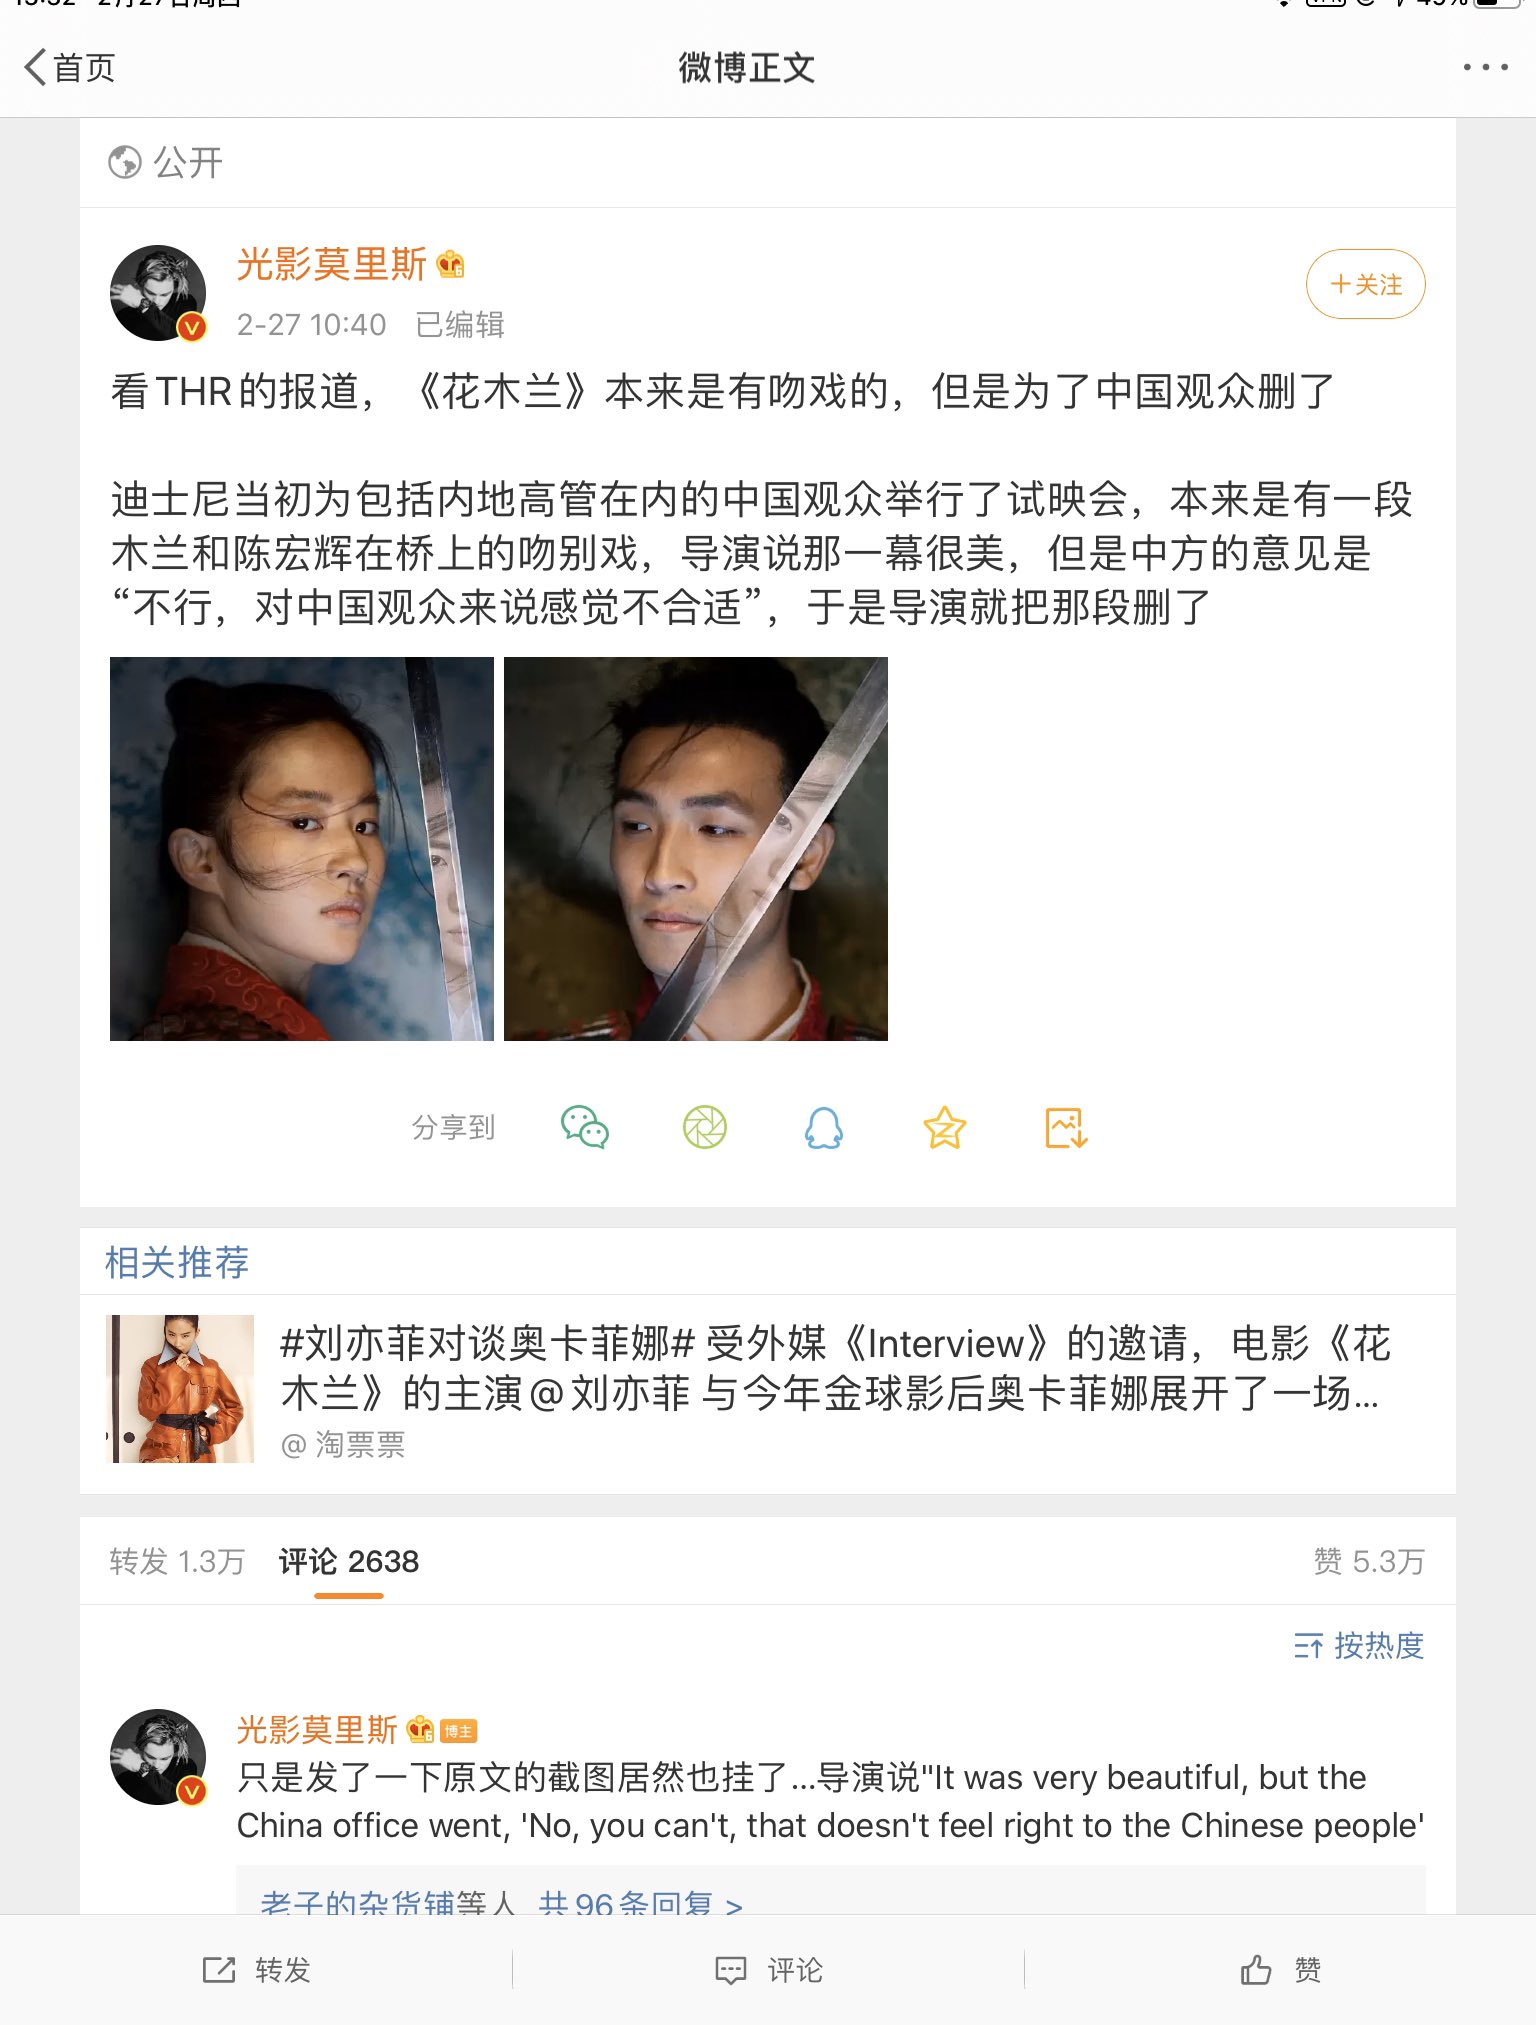 首页
微博正文
公开
光影莫里斯
+关注
2-27 10:40 已编辑
看THR的报道，《花木兰》本来是有吻戏的，但是为了中国观众删了
迪士尼当初为包括内地高管在内的中国观众举行了试映会，本来是有一段
木兰和陈宏辉在桥上的吻别戏，导演说那一幕很美，但是中方的意见是
“不行，对中国观众来说感觉不合适”，于是导演就把那段删了
分享到
相关推荐
#刘亦菲对谈奥卡菲娜# 受外媒《Interview》的邀请，电影《花
木兰》的主演@刘亦菲 与今年金球影后奥卡菲娜展开了一场...
@ 淘票票
转发 1.3万 评论 2638 赞 5.3万
按热度
光影莫里斯 博主
只是发了一下原文的截图居然也挂了...导演说"It was very beautiful, but the
China office went, 'No, you can't, that doesn't feel right to the Chinese people'
老子的杂货铺等人 共96条回复 >
转发 评论 赞